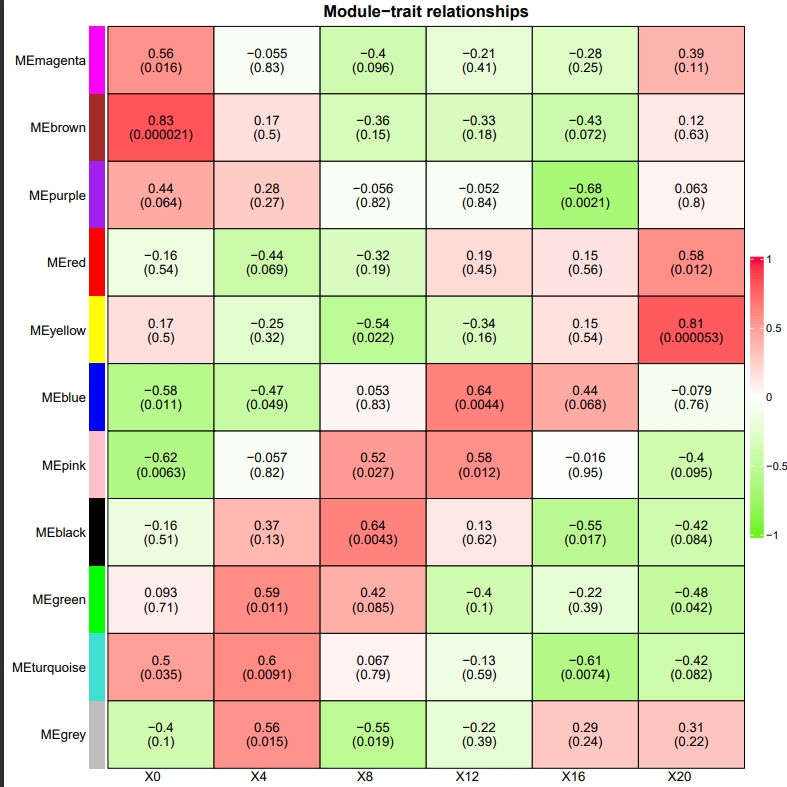 Module−trait relationships
MEmagenta 0.56 −0.055 −0.4 −0.21 −0.28 0.39
(0.016) (0.83) (0.096) (0.41) (0.25) (0.11)
MEbrown 0.83 0.17 −0.36 −0.33 −0.43 0.12
(0.000021) (0.5) (0.15) (0.18) (0.072) (0.63)
MEpurple 0.44 0.28 −0.056 −0.052 −0.68 0.063
(0.064) (0.27) (0.82) (0.84) (0.0021) (0.8)
MEred −0.16 −0.44 −0.32 0.19 0.15 0.58
(0.54) (0.069) (0.19) (0.45) (0.56) (0.012)
MEyellow 0.17 −0.25 −0.54 −0.34 0.15 0.81
(0.5) (0.32) (0.022) (0.16) (0.54) (0.000053)
MEblue −0.58 −0.47 0.053 0.64 0.44 −0.079
(0.011) (0.049) (0.83) (0.0044) (0.068) (0.76)
MEpink −0.62 −0.057 0.52 0.58 −0.016 −0.4
(0.0063) (0.82) (0.027) (0.012) (0.95) (0.095)
MEblack −0.16 0.37 0.64 0.13 −0.55 −0.42
(0.51) (0.13) (0.0043) (0.62) (0.017) (0.084)
MEgreen 0.093 0.59 0.42 −0.4 −0.22 −0.48
(0.71) (0.011) (0.085) (0.1) (0.39) (0.042)
MEturquoise 0.5 0.6 0.067 −0.13 −0.61 −0.42
(0.035) (0.0091) (0.79) (0.59) (0.0074) (0.082)
MEgrey −0.4 0.56 −0.55 −0.22 0.29 0.31
(0.1) (0.015) (0.019) (0.39) (0.24) (0.22)
X0 X4 X8 X12 X16 X20
1
0.5
0
−0.5
−1